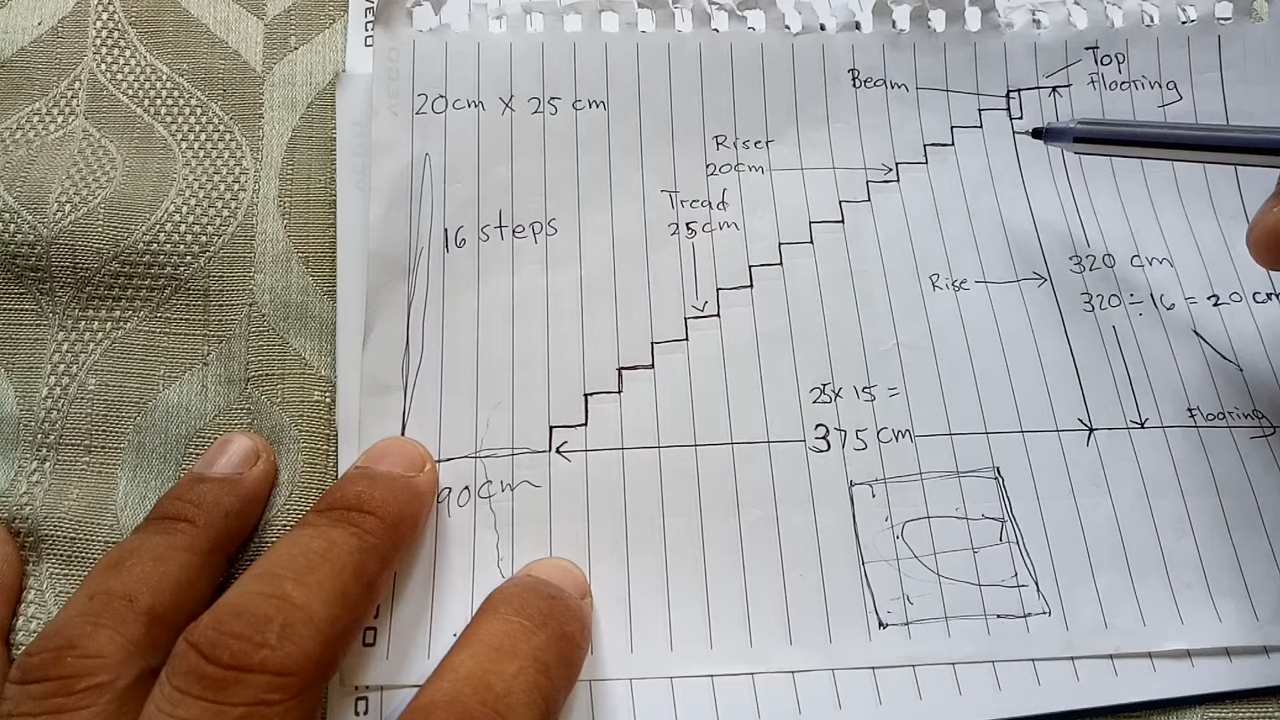 VECO
20cm X 25 cm
16 steps
Beam
Top
Flooring
Riser
20cm
Tread
25cm
Rise
320 cm
320 ÷ 16 = 20 cm
25x 15 =
375 cm
Flooring
90cm